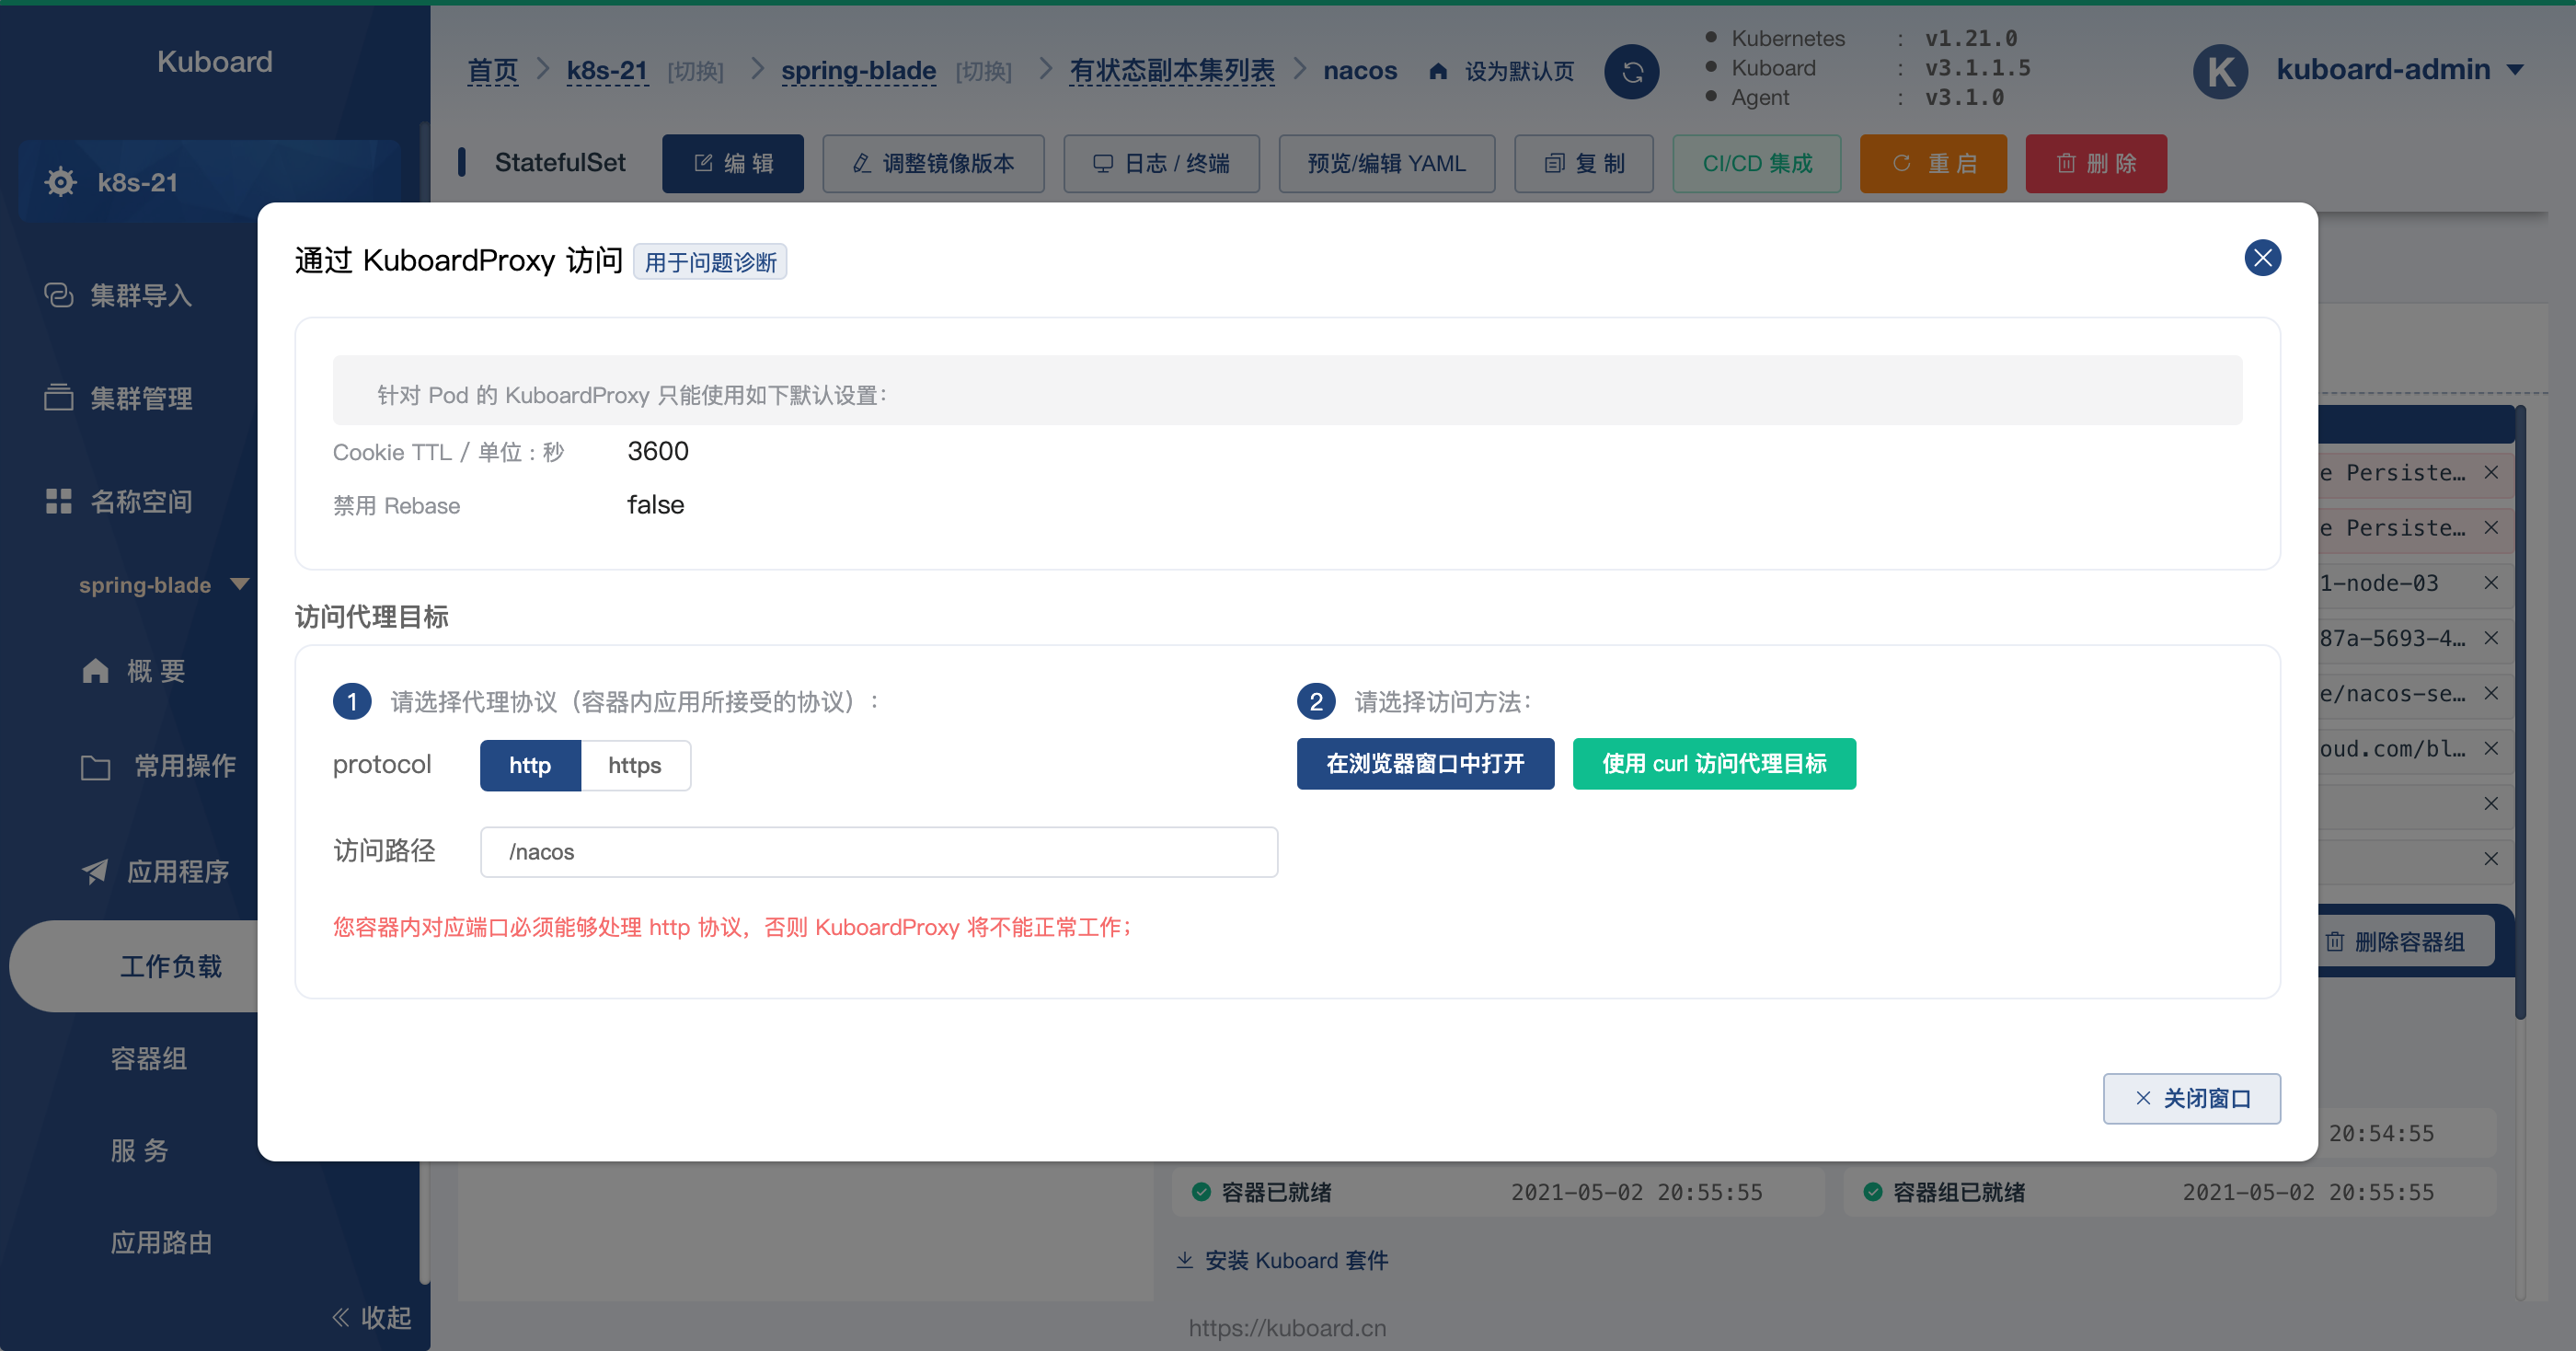 Kuboard
首页 > k8s-21 [切换] > spring-blade [切换] > 有状态副本集列表 > nacos 设为默认页
Kubernetes : v1.21.0
Kuboard : v3.1.1.5
Agent : v3.1.0
K kuboard-admin
StatefulSet 编 辑 调整镜像版本 日志 / 终端 预览/编辑 YAML 复 制 CI/CD 集成 重 启 删 除
k8s-21
集群导入
集群管理
名称空间
spring-blade
概 要
常用操作
应用程序
工作负载
容器组
服 务
应用路由
收起
通过 KuboardProxy 访问 用于问题诊断
针对 Pod 的 KuboardProxy 只能使用如下默认设置：
Cookie TTL / 单位 : 秒 3600
禁用 Rebase false
访问代理目标
1 请选择代理协议（容器内应用所接受的协议）：
protocol http https
访问路径 /nacos
您容器内对应端口必须能够处理 http 协议，否则 KuboardProxy 将不能正常工作；
2 请选择访问方法：
在浏览器窗口中打开 使用 curl 访问代理目标
关闭窗口
e Persiste…
e Persiste…
1-node-03
87a-5693-4…
e/nacos-se…
oud.com/bl…
删除容器组
20:54:55
容器已就绪 2021-05-02 20:55:55 容器组已就绪 2021-05-02 20:55:55
安装 Kuboard 套件
https://kuboard.cn